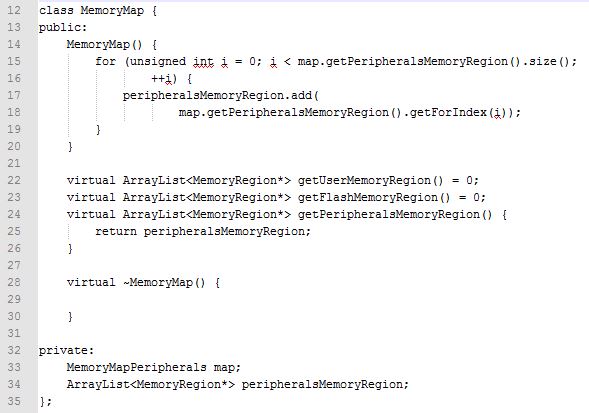 12 class MemoryMap {
13 public:
14     MemoryMap() {
15         for (unsigned int i = 0; i < map.getPeripheralsMemoryRegion().size();
16                 ++i) {
17             peripheralsMemoryRegion.add(
18                     map.getPeripheralsMemoryRegion().getForIndex(i));
19         }
20     }
21
22     virtual ArrayList<MemoryRegion*> getUserMemoryRegion() = 0;
23     virtual ArrayList<MemoryRegion*> getFlashMemoryRegion() = 0;
24     virtual ArrayList<MemoryRegion*> getPeripheralsMemoryRegion() {
25         return peripheralsMemoryRegion;
26     }
27
28     virtual ~MemoryMap() {
29
30     }
31
32 private:
33     MemoryMapPeripherals map;
34     ArrayList<MemoryRegion*> peripheralsMemoryRegion;
35 };